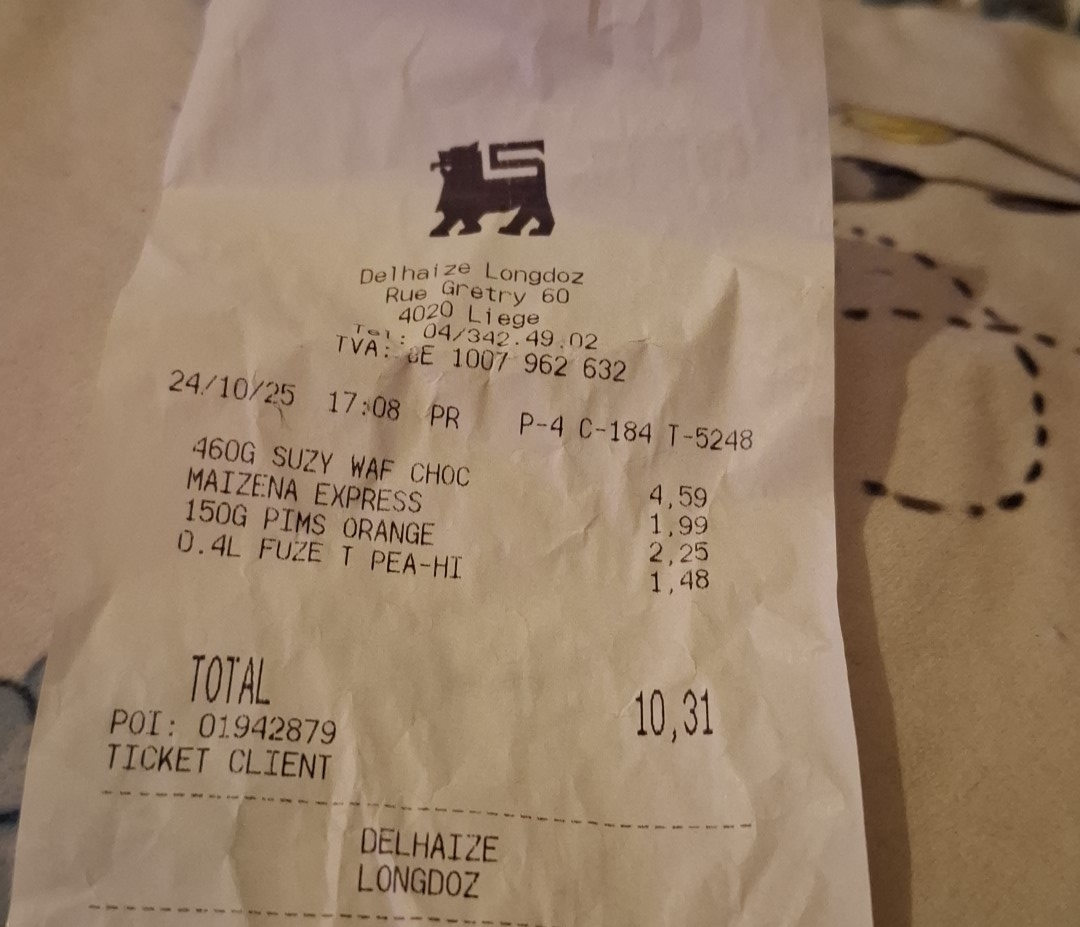 Delhaize Longdoz
Rue Gretry 60
4020 Liege
Tel: 04/342.49.02
TVA: BE 1007 962 632
24/10/25 17:08 PR P-4 C-184 T-5248
460G SUZY WAF CHOC 4,59
MAIZENA EXPRESS 1,99
150G PIMS ORANGE 2,25
0.4L FUZE T PEA-HI 1,48
TOTAL 10,31
POI: 01942879
TICKET CLIENT
DELHAIZE
LONGDOZ